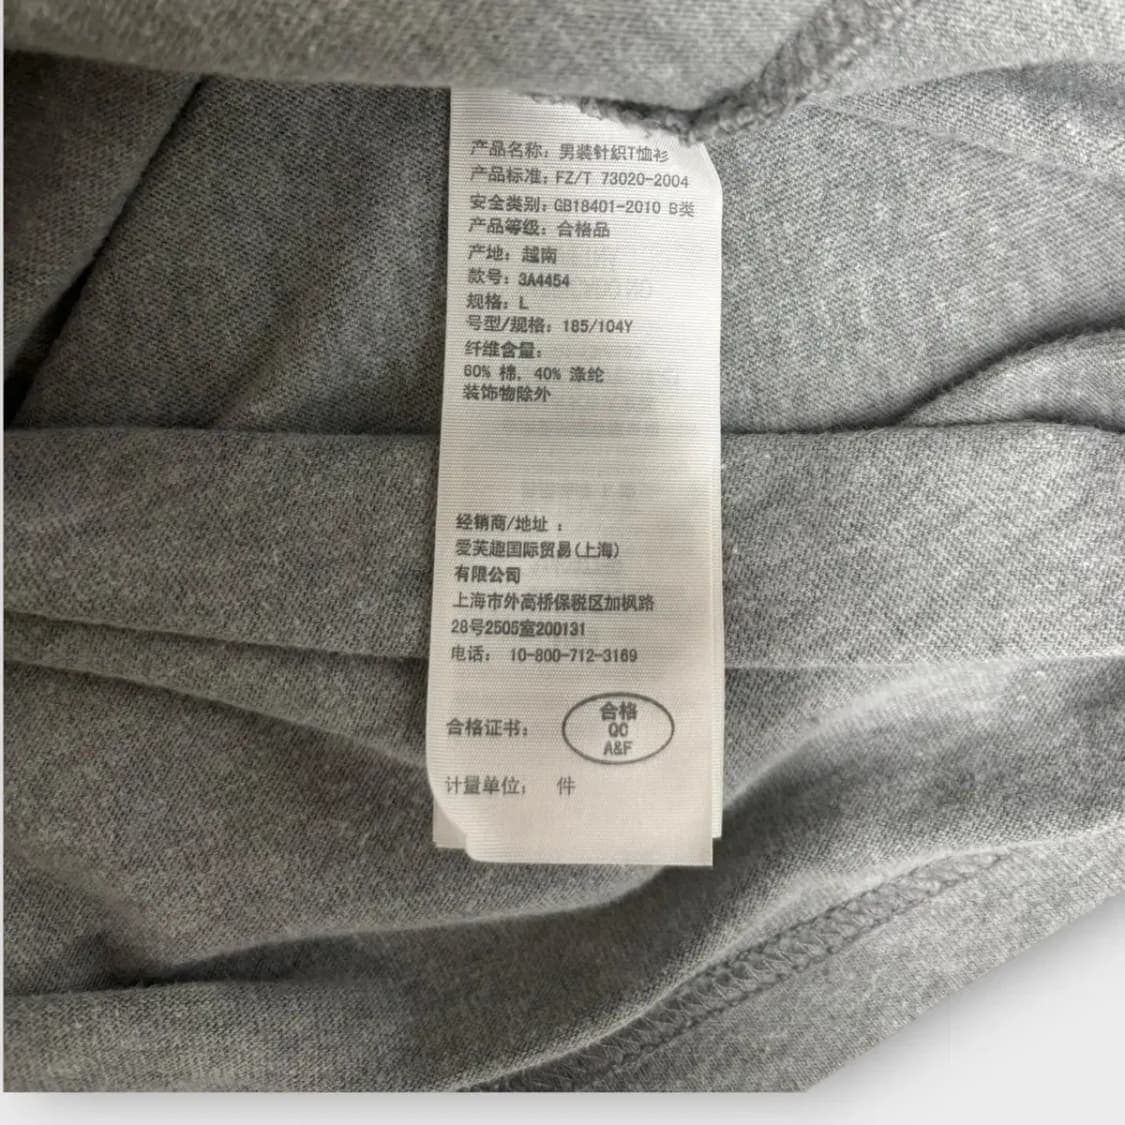 产品名称：男装针织T恤衫
产品标准：FZ/T 73020-2004
安全类别：GB18401-2010 B类
产品等级：合格品
产地：越南
款号：3A4454
规格：L
号型/规格：185/104Y
纤维含量：
60% 棉, 40% 涤纶
装饰物除外
经销商/地址：
爱芙趣国际贸易(上海)
有限公司
上海市外高桥保税区加枫路
28号2505室200131
电话： 10-800-712-3169
合格证书：
合格
QC
A&F
计量单位： 件